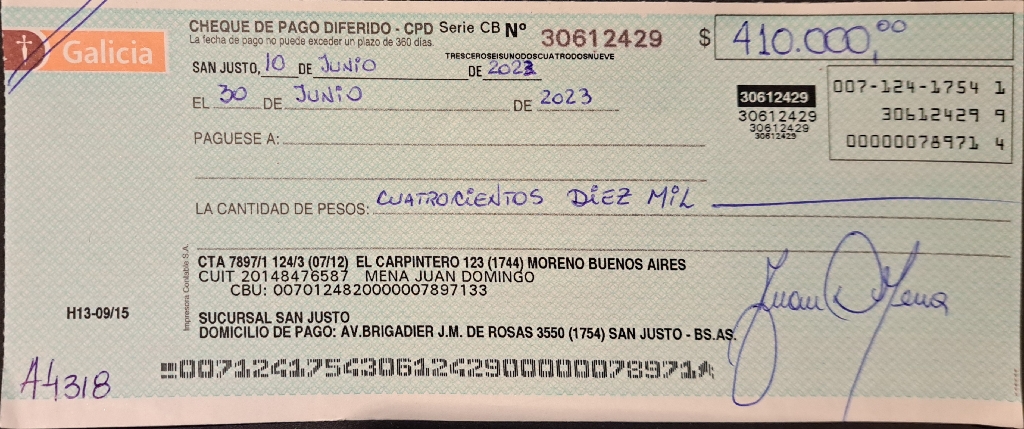 Galicia
CHEQUE DE PAGO DIFERIDO - CPD Serie CB Nº 30612429
La fecha de pago no puede exceder un plazo de 360 días.
TRESCEROSEISUNODOSCUATRODOSNUEVE
$ 410.000,00
SAN JUSTO, 10 DE JUNIO DE 2023
EL 30 DE JUNIO DE 2023
30612429
30612429
30612429
30612429
007-124-1754 1
30612429 9
00000078971 4
PAGUESE A:
LA CANTIDAD DE PESOS: CUATROCIENTOS DIEZ MIL
CTA 7897/1 124/3 (07/12) EL CARPINTERO 123 (1744) MORENO BUENOS AIRES
CUIT 20148476587 MENA JUAN DOMINGO
CBU: 0070124820000007897133
Impresora Contable S.A.
H13-09/15
SUCURSAL SAN JUSTO
DOMICILIO DE PAGO: AV.BRIGADIER J.M. DE ROSAS 3550 (1754) SAN JUSTO - BS.AS.
Juan D Mena
00712417543061242900000078971
A4318